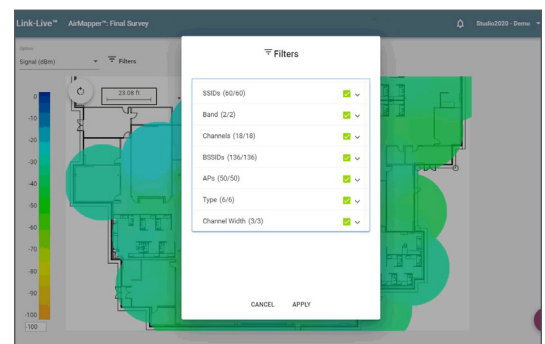 Link-Live™ AirMapper™: Final Survey Studio2020 - Demo
Option
Signal (dBm) Filters
23.08 ft
0
-10
-20
-30
-40
-50
-60
-70
-80
-90
-100
-100
Filters
SSIDs (60/60)
Band (2/2)
Channels (18/18)
BSSIDs (136/136)
APs (50/50)
Type (6/6)
Channel Width (3/3)
CANCEL APPLY